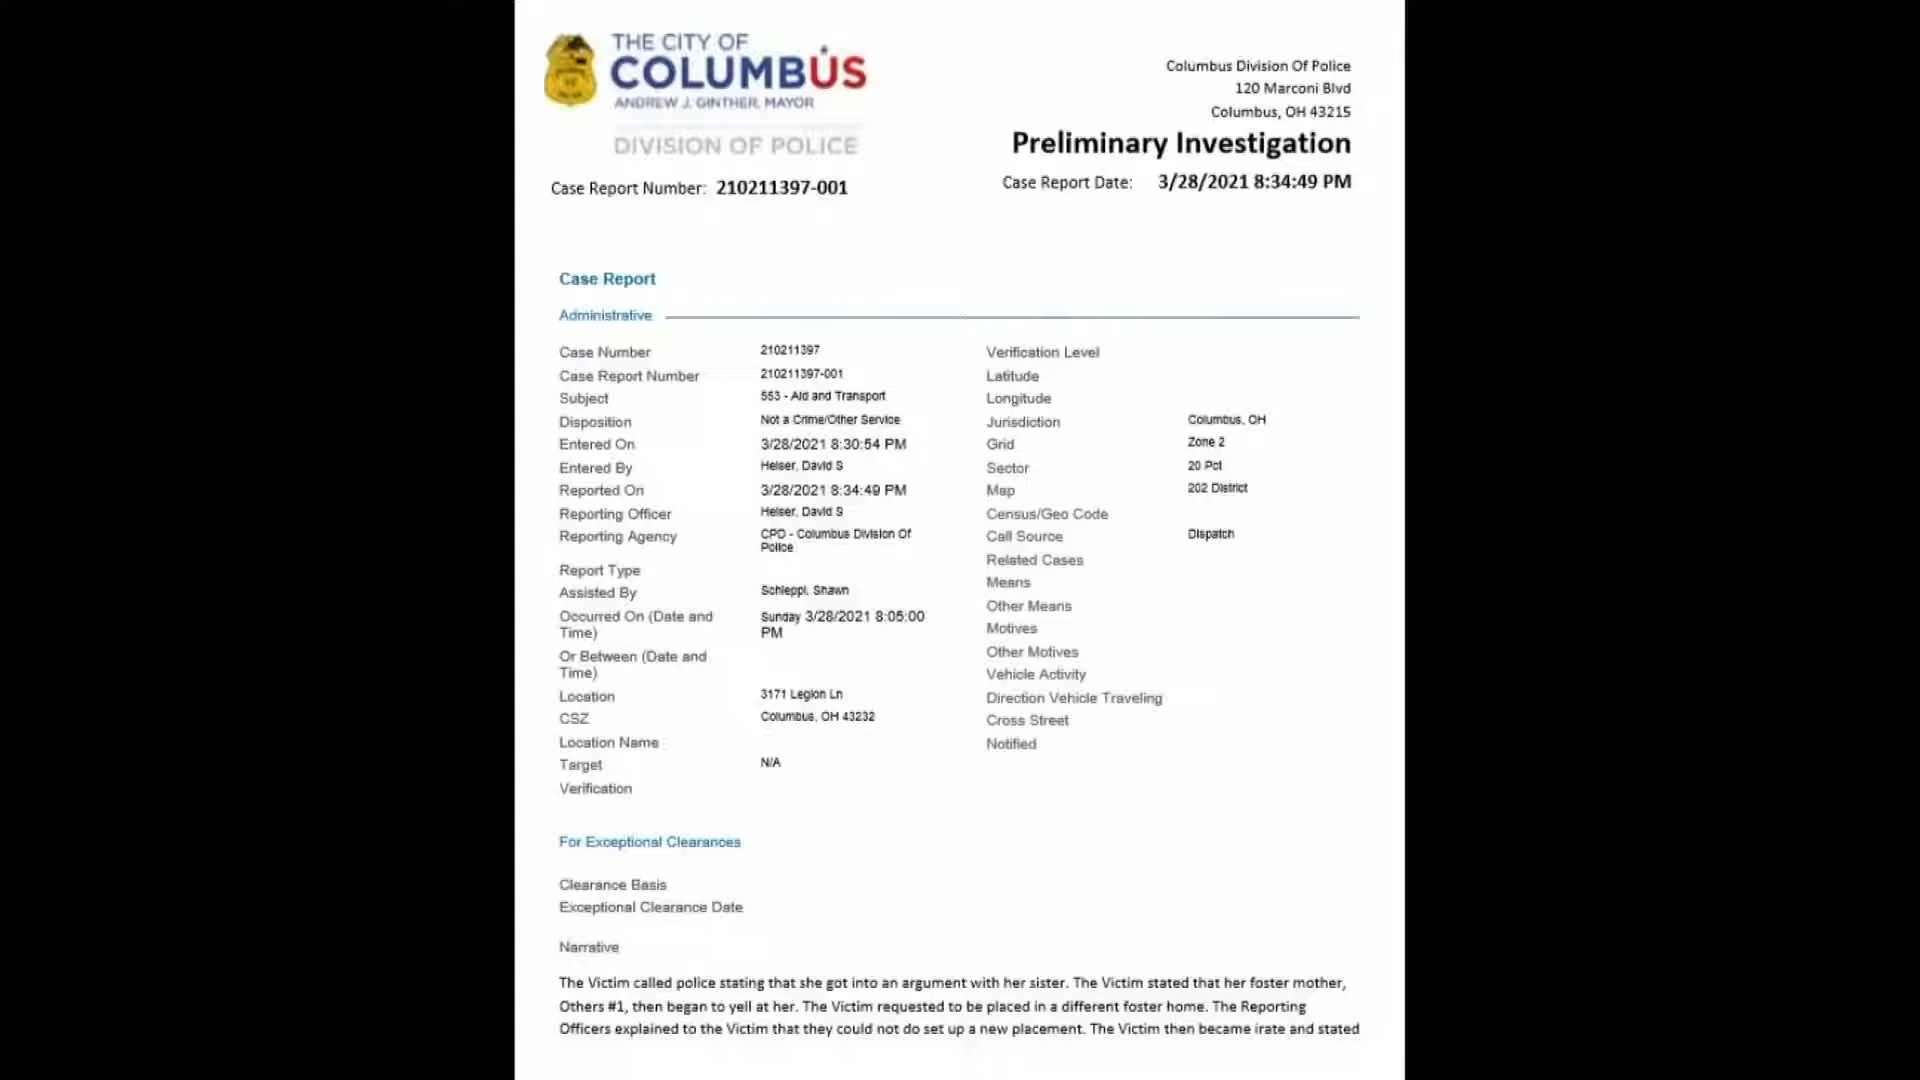 THE CITY OF
COLUMBUS
ANDREW J. GINTHER, MAYOR
DIVISION OF POLICE
Columbus Division Of Police
120 Marconi Blvd
Columbus, OH 43215
Preliminary Investigation
Case Report Number: 210211397-001
Case Report Date: 3/28/2021 8:34:49 PM
Case Report
Administrative
Case Number 210211397
Case Report Number 210211397-001
Subject 553 - Aid and Transport
Disposition Not a Crime/Other Service
Entered On 3/28/2021 8:30:54 PM
Entered By Heiser, David S
Reported On 3/28/2021 8:34:49 PM
Reporting Officer Heiser, David S
Reporting Agency CPD - Columbus Division Of
Police
Report Type
Assisted By Schleppi, Shawn
Occurred On (Date and Sunday 3/28/2021 8:05:00
Time) PM
Or Between (Date and
Time)
Location 3171 Legion Ln
CSZ Columbus, OH 43232
Location Name
Target N/A
Verification
Verification Level
Latitude
Longitude
Jurisdiction Columbus, OH
Grid Zone 2
Sector 20 Pct
Map 202 District
Census/Geo Code
Call Source Dispatch
Related Cases
Means
Other Means
Motives
Other Motives
Vehicle Activity
Direction Vehicle Traveling
Cross Street
Notified
For Exceptional Clearances
Clearance Basis
Exceptional Clearance Date
Narrative
The Victim called police stating that she got into an argument with her sister. The Victim stated that her foster mother,
Others #1, then began to yell at her. The Victim requested to be placed in a different foster home. The Reporting
Officers explained to the Victim that they could not do set up a new placement. The Victim then became irate and stated